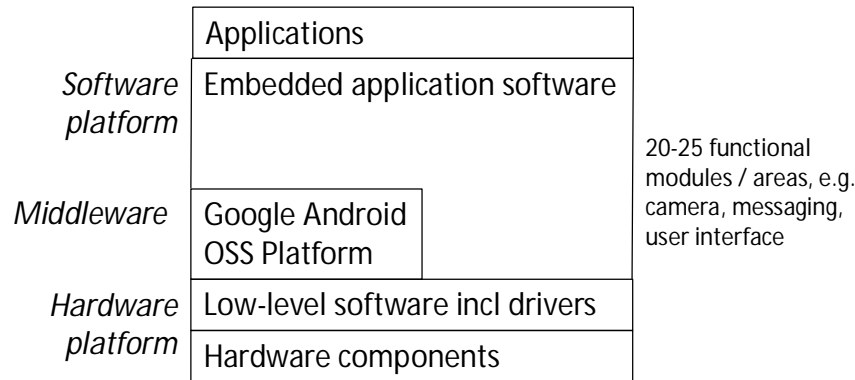 Applications
Software
platform
Embedded application software
20-25 functional
modules / areas, e.g.
camera, messaging,
user interface
Middleware
Google Android
OSS Platform
Hardware
platform
Low-level software incl drivers
Hardware components